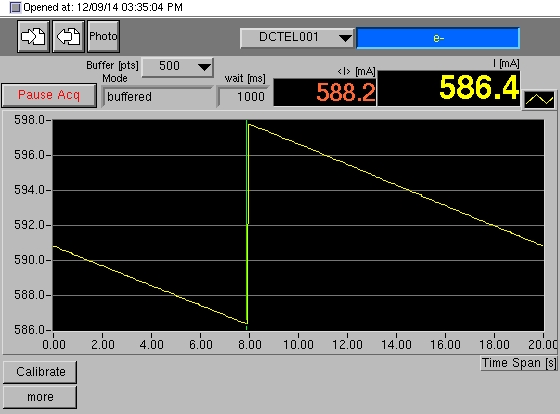 Opened at: 12/09/14 03:35:04 PM
Photo
DCTEL001
e-
Buffer [pts]
500
<I> [mA]
I [mA]
Mode
wait [ms]
Pause Acq
buffered
1000
588.2
586.4
598.0
596.0
594.0
592.0
590.0
588.0
586.0
0.00 2.00 4.00 6.00 8.00 10.00 12.00 14.00 16.00 18.00 20.00
Time Span [s]
Calibrate
more